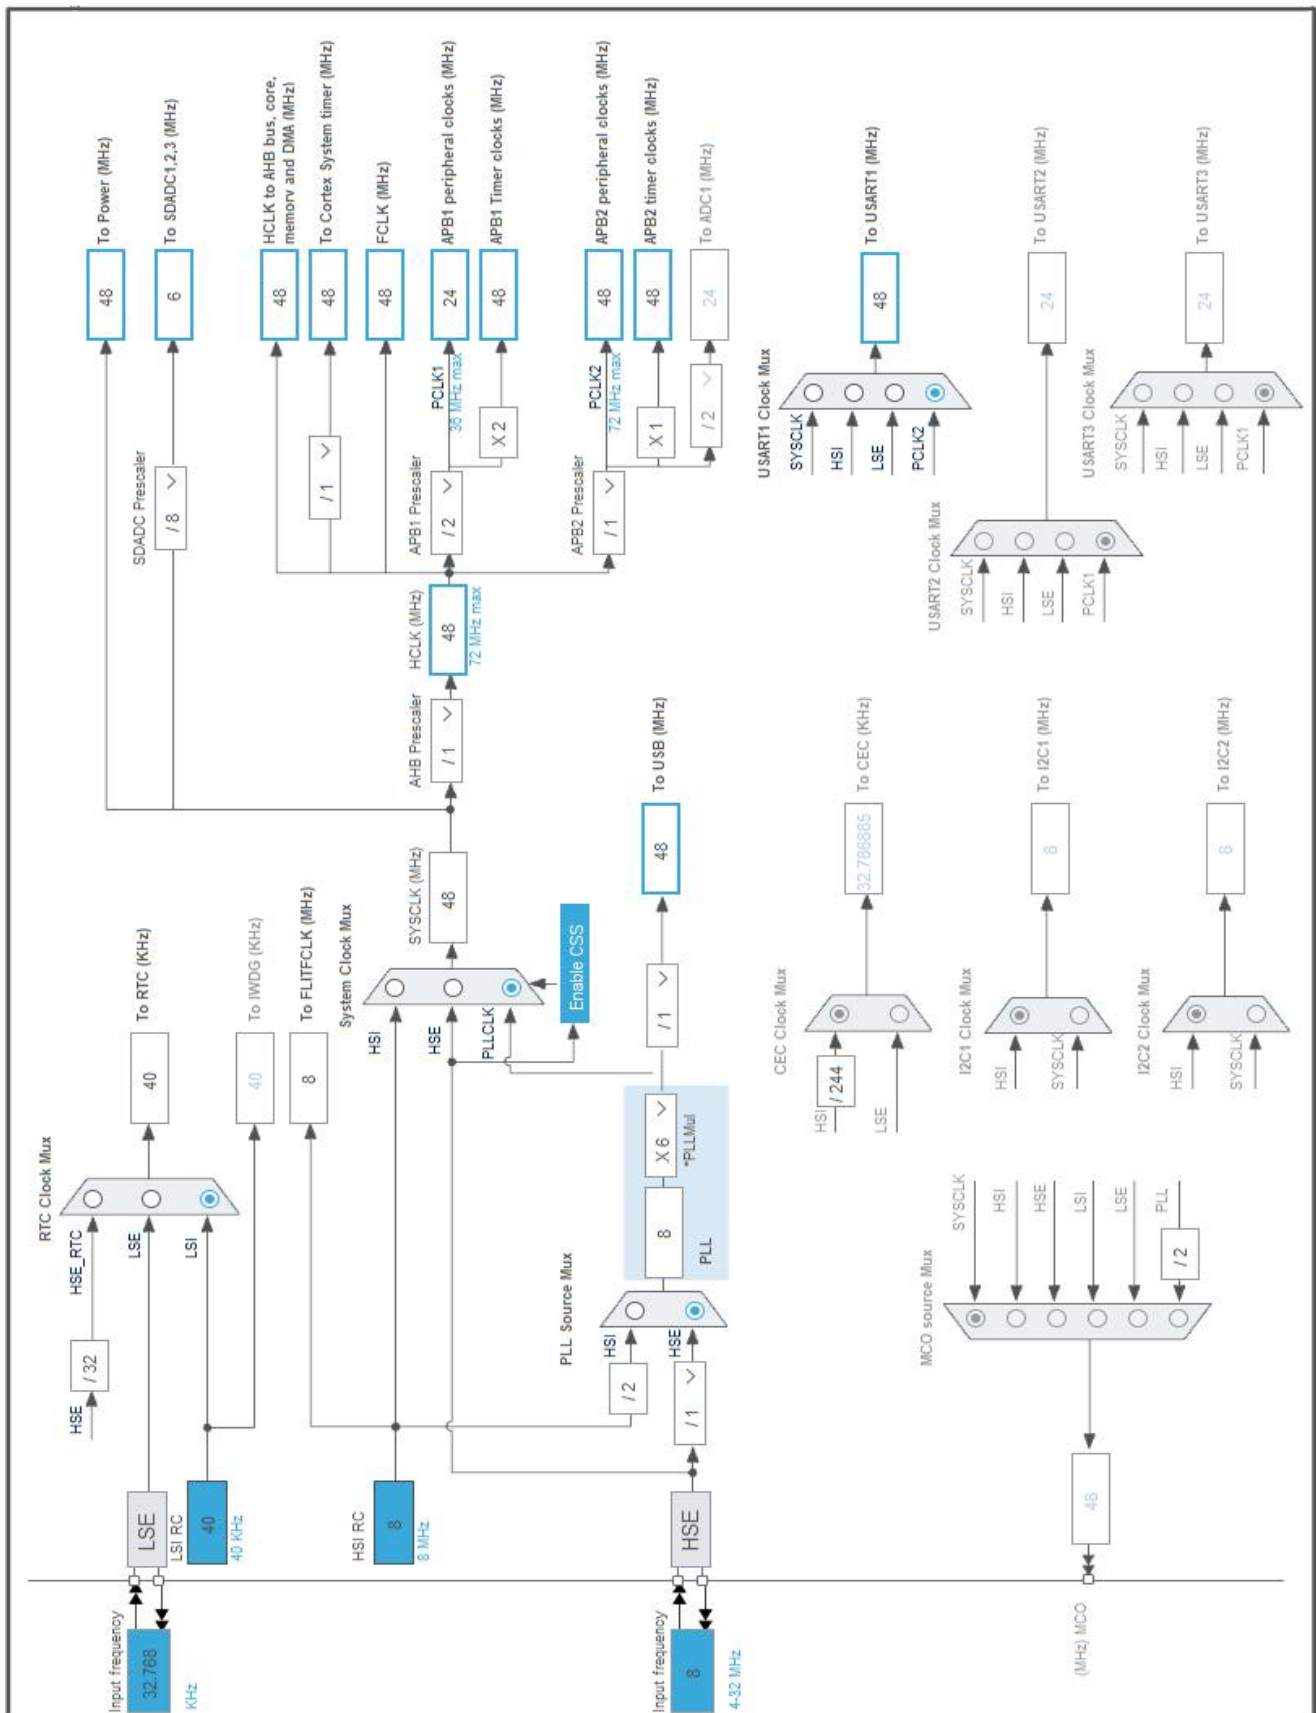 Input frequency
32.768
KHz
LSE
LSI RC
40
40 KHz
HSE
/ 32
HSE_RTC
LSE
LSI
RTC Clock Mux
40
To RTC (KHz)
40
To IWDG (KHz)
HSI RC
8
8 MHz
8
To FLITFCLK (MHz)
System Clock Mux
HSI
HSE
PLLCLK
Enable CSS
SYSCLK (MHz)
48
AHB Prescaler
/ 1
HCLK (MHz)
48
72 MHz max
48
To Power (MHz)
SDADC Prescaler
/ 8
6
To SDADC1,2,3 (MHz)
48
HCLK to AHB bus, core,
memory and DMA (MHz)
/ 1
48
To Cortex System timer (MHz)
48
FCLK (MHz)
APB1 Prescaler
/ 2
PCLK1
36 MHz max
24
APB1 peripheral clocks (MHz)
X 2
48
APB1 Timer clocks (MHz)
APB2 Prescaler
/ 1
PCLK2
72 MHz max
48
APB2 peripheral clocks (MHz)
X 1
48
APB2 timer clocks (MHz)
/ 2
24
To ADC1 (MHz)
Input frequency
8
4-32 MHz
HSE
PLL Source Mux
/ 2
HSI
/ 1
HSE
8
X 6
*PLLMul
PLL
/ 1
48
To USB (MHz)
USART1 Clock Mux
SYSCLK
HSI
LSE
PCLK2
48
To USART1 (MHz)
USART2 Clock Mux
SYSCLK
HSI
LSE
PCLK1
24
To USART2 (MHz)
USART3 Clock Mux
SYSCLK
HSI
LSE
PCLK1
24
To USART3 (MHz)
CEC Clock Mux
HSI
/ 244
LSE
32.786885
To CEC (KHz)
I2C1 Clock Mux
HSI
SYSCLK
8
To I2C1 (MHz)
I2C2 Clock Mux
HSI
SYSCLK
8
To I2C2 (MHz)
MCO source Mux
SYSCLK
HSI
HSE
LSI
LSE
PLL
/ 2
48
(MHz) MCO